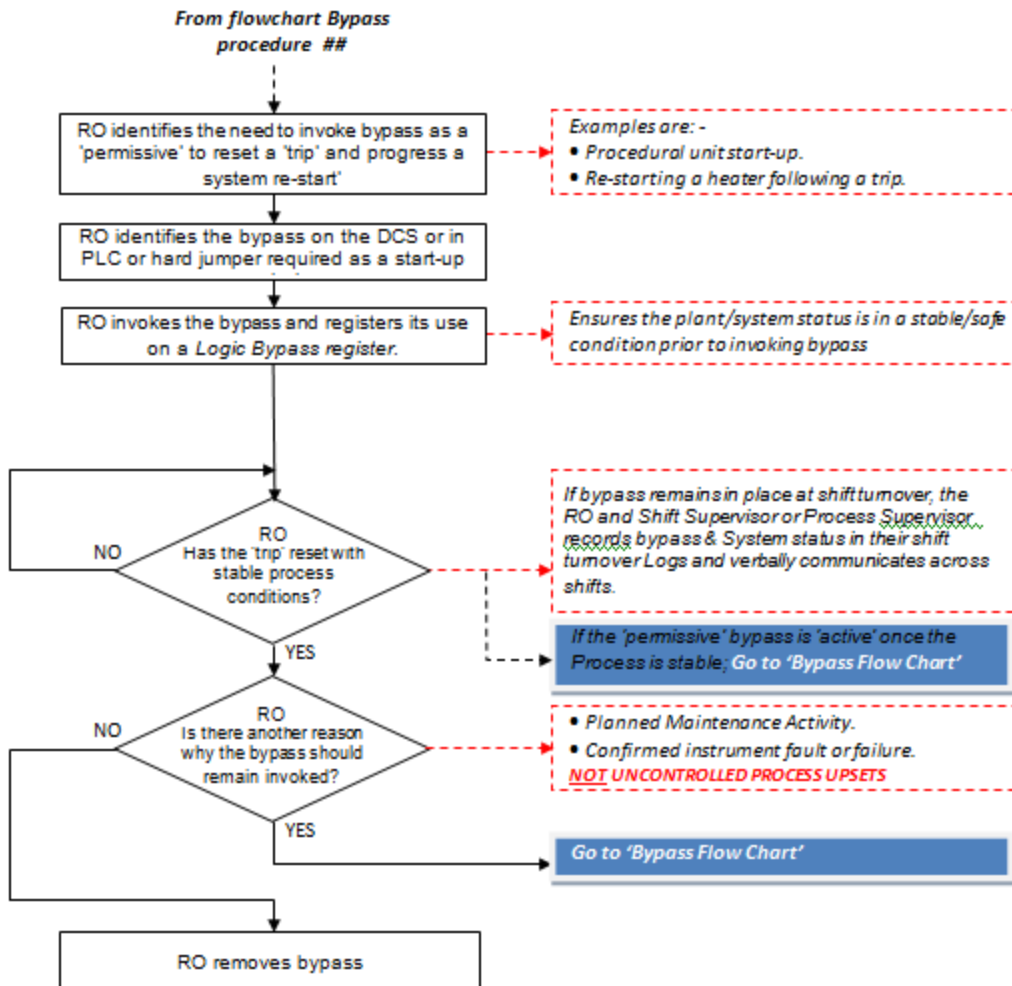 From flowchart Bypass
procedure ##
RO identifies the need to invoke bypass as a
'permissive' to reset a 'trip' and progress a
system re-start'
Examples are: -
• Procedural unit start-up.
• Re-starting a heater following a trip.
RO identifies the bypass on the DCS or in
PLC or hard jumper required as a start-up
RO invokes the bypass and registers its use
on a Logic Bypass register.
Ensures the plant/system status is in a stable/safe
condition prior to invoking bypass
If bypass remains in place at shift turnover, the
RO and Shift Supervisor or Process Supervisor
records bypass & System status in their shift
turnover Logs and verbally communicates across
shifts.
RO
Has the 'trip' reset with
stable process
conditions?
NO
YES
If the 'permissive' bypass is 'active' once the
Process is stable; Go to 'Bypass Flow Chart'
RO
Is there another reason
why the bypass should
remain invoked?
NO
YES
• Planned Maintenance Activity.
• Confirmed instrument fault or failure.
NOT UNCONTROLLED PROCESS UPSETS
Go to 'Bypass Flow Chart'
RO removes bypass